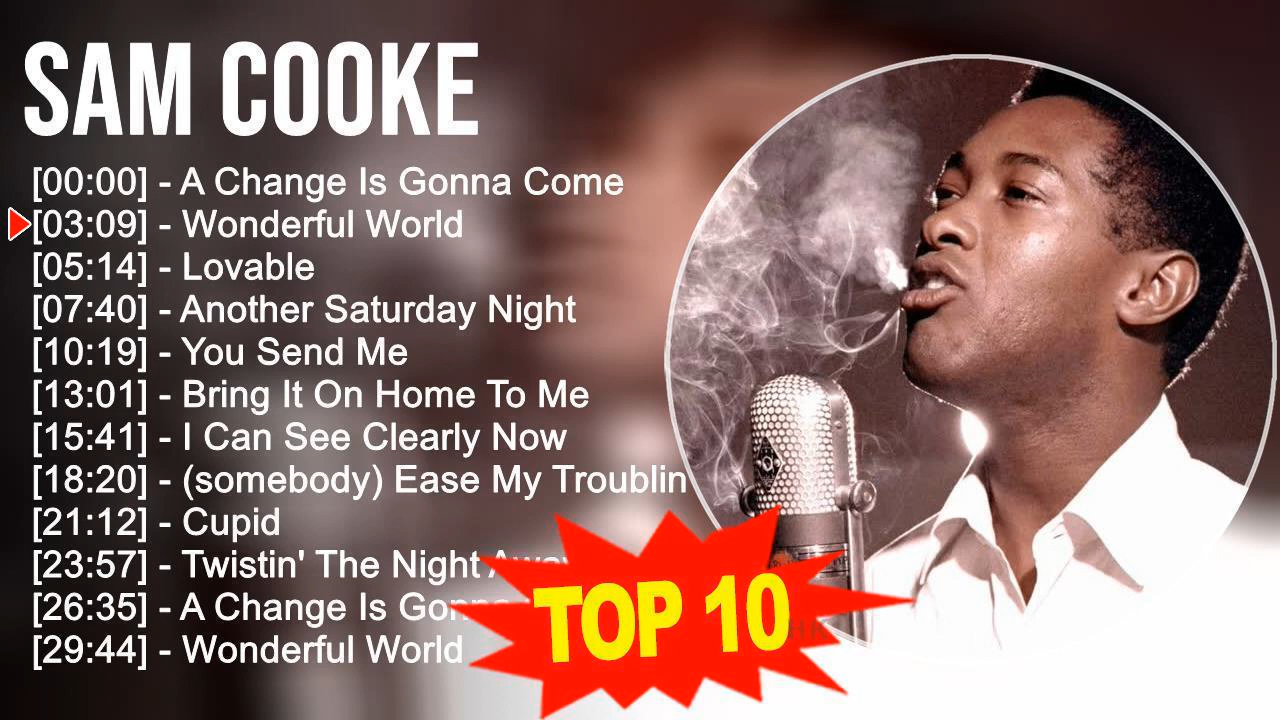 SAM COOKE
[00:00] - A Change Is Gonna Come
[03:09] - Wonderful World
[05:14] - Lovable
[07:40] - Another Saturday Night
[10:19] - You Send Me
[13:01] - Bring It On Home To Me
[15:41] - I Can See Clearly Now
[18:20] - (somebody) Ease My Troublin
[21:12] - Cupid
[23:57] - Twistin' The Night Away
[26:35] - A Change Is
[29:44] - Wonderful World
TOP 10